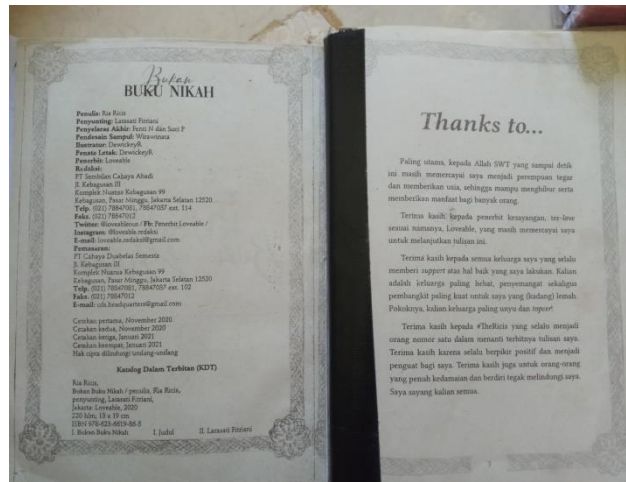 Bukan
BUKU NIKAH
Penulis: Ria Ricis
Penyunting: Larasati Fitriani
Penyelaras Akhir: Fenti N dan Suci P
Pendesain Sampul: Wirawinata
Ilustrator: DewickeyR
Penata Letak: DewickeyR
Penerbit: Loveable
Redaksi:
PT Sembilan Cahaya Abadi
Jl. Kebagusan III
Komplek Nuansa Kebagusan 99
Kebagusan, Pasar Minggu, Jakarta Selatan 12520
Telp. (021) 78847081, 78847037 ext. 114
Faks. (021) 78847012
Twitter: @loveableous / Fb: Penerbit Loveable /
Instagram: @loveable.redaksi
E-mail: loveable.redaksi@gmail.com
Pemasaran:
PT Cahaya Duabelas Semesta
Jl. Kebagusan III
Komplek Nuansa Kebagusan 99
Kebagusan, Pasar Minggu, Jakarta Selatan 12520
Telp. (021) 78847081, 78847037 ext. 102
Faks. (021) 78847012
E-mail: cds.headquarters@gmail.com
Cetakan pertama, November 2020
Cetakan kedua, November 2020
Cetakan ketiga, Januari 2021
Cetakan keempat, Januari 2021
Hak cipta dilindungi undang-undang
Katalog Dalam Terbitan (KDT)
Ria Ricis,
Bukan Buku Nikah / penulis, Ria Ricis,
penyunting, Larasati Fitriani,
Jakarta: Loveable, 2020
220 hlm; 13 x 19 cm
ISBN 978-623-6619-86-5
1. Bukan Buku Nikah I. Judul II. Larasati Fitriani
Thanks to...
Paling utama, kepada Allah SWT yang sampai detik
ini masih memercayai saya menjadi perempuan tegar
dan memberikan usia, sehingga mampu menghibur serta
memberikan manfaat bagi banyak orang.
Terima kasih kepada penerbit kesayangan, ter-love
sesuai namanya, Loveable, yang masih memercayai saya
untuk melanjutkan tulisan ini.
Terima kasih kepada semua keluarga saya yang selalu
memberi support atas hal baik yang saya lakukan. Kalian
adalah keluarga paling hebat, penyemangat sekaligus
pembangkit paling kuat untuk saya yang (kadang) lemah.
Pokoknya, kalian keluarga paling unyu dan topcer!
Terima kasih kepada #TheRicis yang selalu menjadi
orang nomor satu dalam menanti terbitnya tulisan saya.
Terima kasih karena selalu berpikir positif dan menjadi
penguat bagi saya. Terima kasih juga untuk orang-orang
yang penuh kedamaian dan berdiri tegak melindungi saya.
Saya sayang kalian semua.